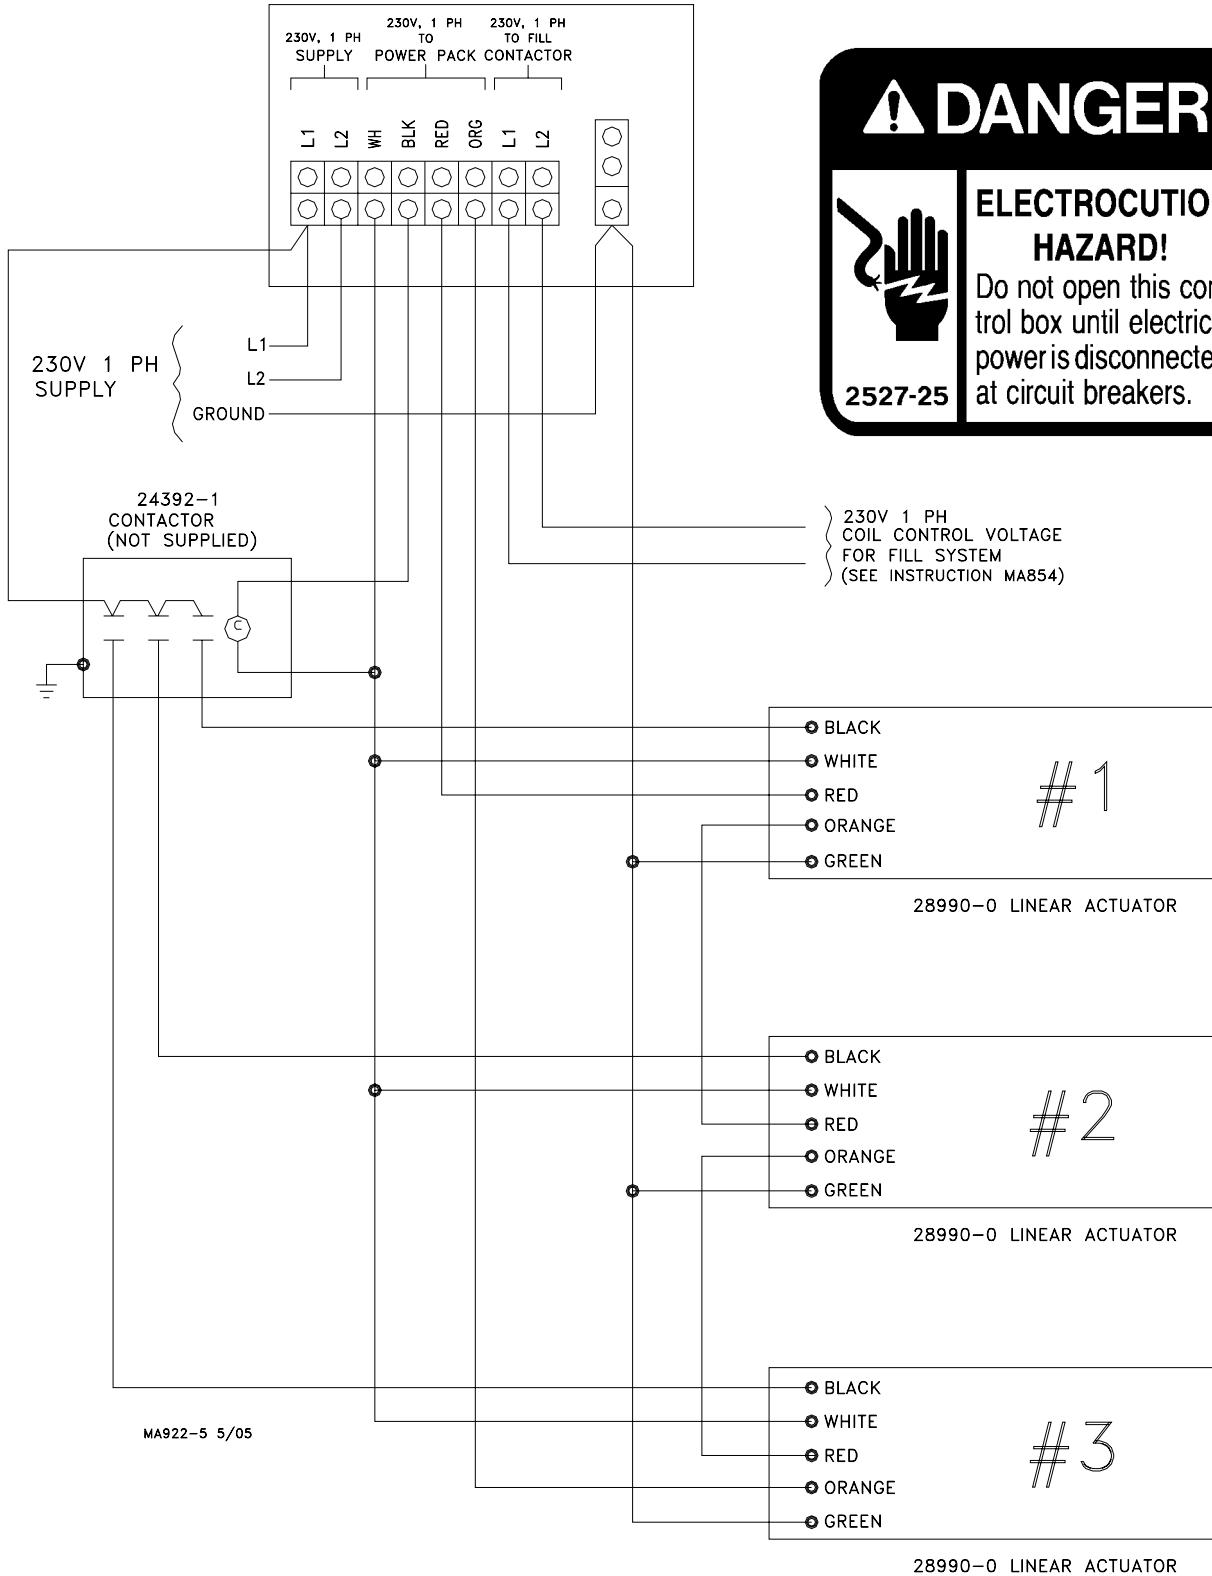 230V, 1 PH
SUPPLY
230V, 1 PH
TO
POWER PACK
230V, 1 PH
TO FILL
CONTACTOR
L1
L2
WH
BLK
RED
ORG
L1
L2
DANGER
ELECTROCUTIO
HAZARD!
Do not open this con
trol box until electric
power is disconnecte
at circuit breakers.
2527-25
230V 1 PH
SUPPLY
L1
L2
GROUND
24392-1
CONTACTOR
(NOT SUPPLIED)
C
230V 1 PH
COIL CONTROL VOLTAGE
FOR FILL SYSTEM
(SEE INSTRUCTION MA854)
BLACK
WHITE
RED
ORANGE
GREEN
#1
28990-0 LINEAR ACTUATOR
BLACK
WHITE
RED
ORANGE
GREEN
#2
28990-0 LINEAR ACTUATOR
BLACK
WHITE
RED
ORANGE
GREEN
#3
28990-0 LINEAR ACTUATOR
MA922-5 5/05